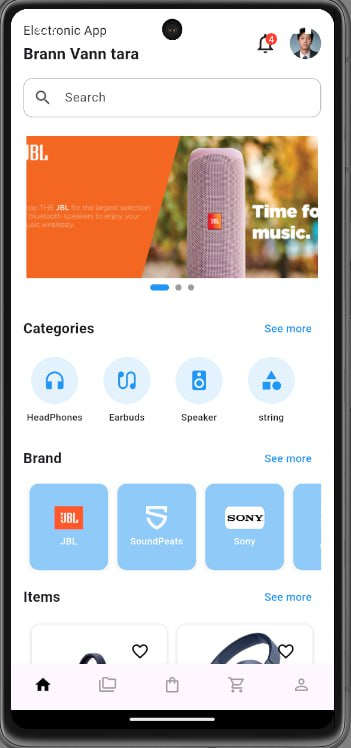 Electronic App
Brann Vann tara
4
Search
JBL
op THE JBL for the largest selection
bluetooth speakers to enjoy your
usic wirelessly.
JBL
Time fo
music.
Categories
See more
HeadPhones
Earbuds
Speaker
string
Brand
See more
JBL
SONY
JBL
SoundPeats
Sony
Items
See more